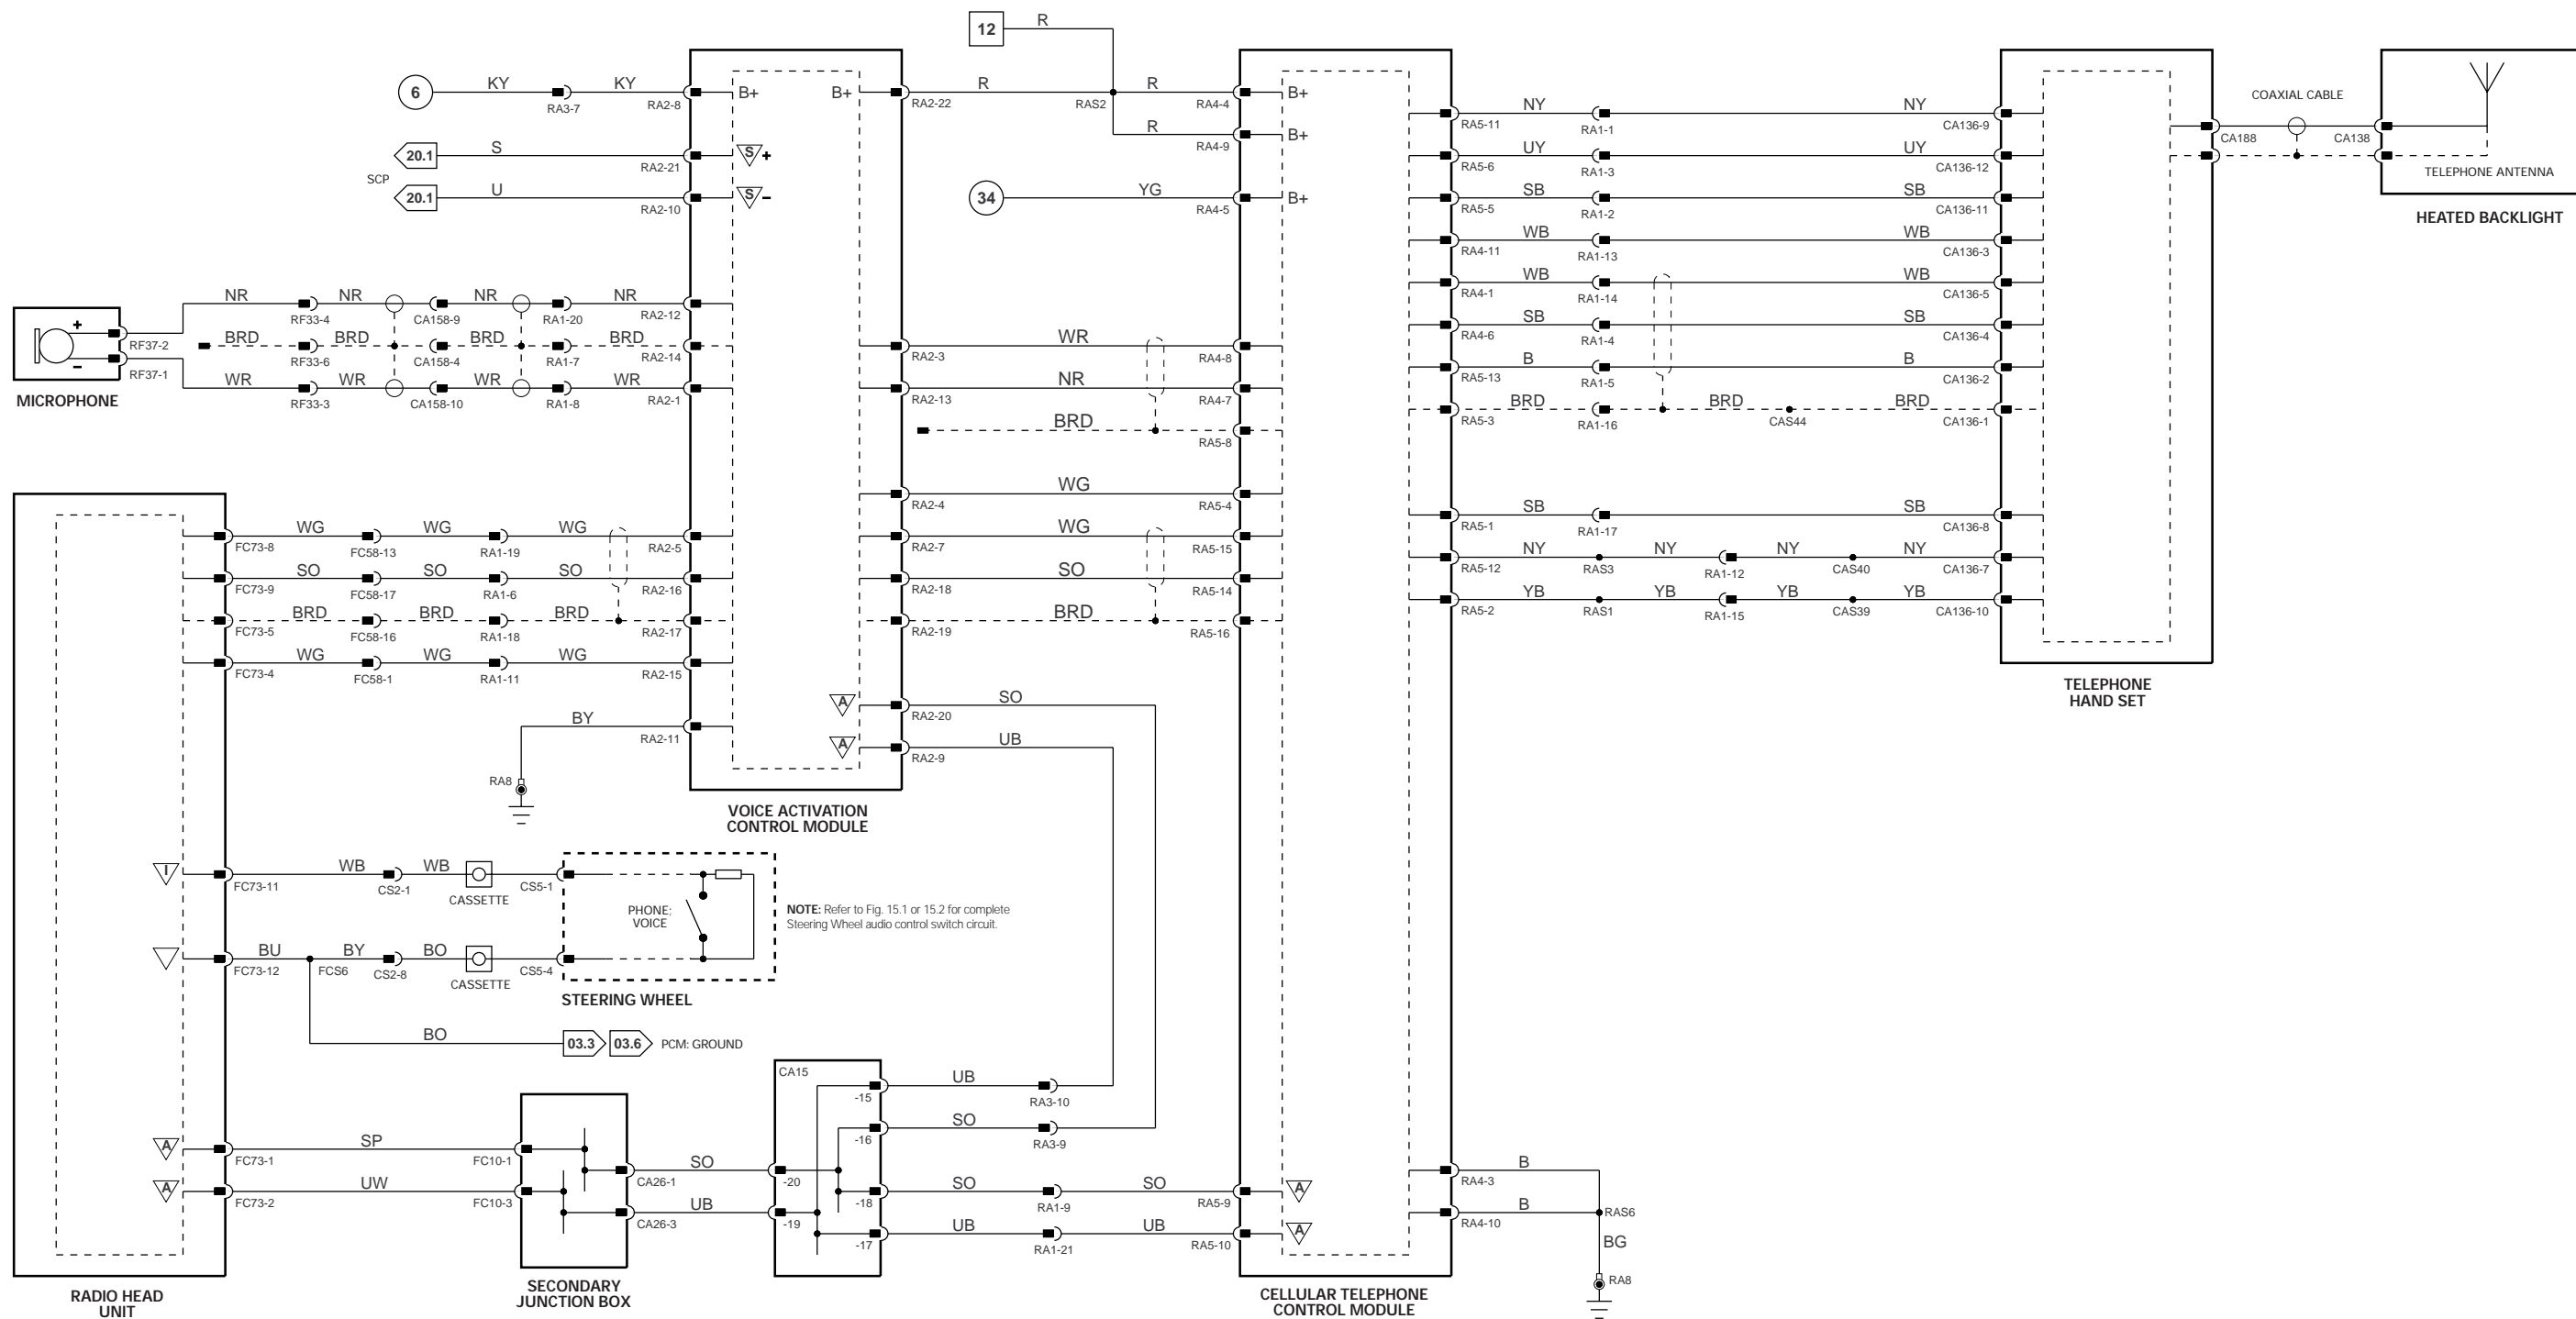 12
R
6
KY
RA3-7
KY
RA2-8
B+
B+
RA2-22
R
RAS2
R
RA4-4
B+
R
RA4-9
B+
20.1
S
RA2-21
S +
SCP
20.1
U
RA2-10
S –
34
YG
RA4-5
B+
+
–
RF37-2
RF37-1
MICROPHONE
NR
RF33-4
NR
CA158-9
NR
RA1-20
NR
RA2-12
BRD
RF33-6
BRD
CA158-4
BRD
RA1-7
BRD
RA2-14
WR
RF33-3
WR
CA158-10
WR
RA1-8
WR
RA2-1
RA2-3
WR
RA4-8
RA2-13
NR
RA4-7
BRD
RA5-8
RA2-4
WG
RA5-4
RA2-7
WG
RA5-15
RA2-18
SO
RA5-14
RA2-19
BRD
RA5-16
FC73-8
WG
FC58-13
WG
RA1-19
WG
RA2-5
FC73-9
SO
FC58-17
SO
RA1-6
SO
RA2-16
FC73-5
BRD
FC58-16
BRD
RA1-18
BRD
RA2-17
FC73-4
WG
FC58-1
WG
RA1-11
WG
RA2-15
BY
RA2-11
RA8
A
RA2-20
SO
A
RA2-9
UB
VOICE ACTIVATION
CONTROL MODULE
RA5-11
NY
RA1-1
NY
CA136-9
RA5-6
UY
RA1-3
UY
CA136-12
RA5-5
SB
RA1-2
SB
CA136-11
RA4-11
WB
RA1-13
WB
CA136-3
RA4-1
WB
RA1-14
WB
CA136-5
RA4-6
SB
RA1-4
SB
CA136-4
RA5-13
B
RA1-5
B
CA136-2
RA5-3
BRD
RA1-16
BRD
CAS44
BRD
CA136-1
RA5-1
SB
RA1-17
SB
CA136-8
RA5-12
NY
RAS3
NY
RA1-12
NY
CAS40
NY
CA136-7
RA5-2
YB
RAS1
YB
RA1-15
YB
CAS39
YB
CA136-10
TELEPHONE
HAND SET
COAXIAL CABLE
CA188
CA138
TELEPHONE ANTENNA
HEATED BACKLIGHT
I
FC73-11
WB
CS2-1
WB
CASSETTE
CS5-1
PHONE;
VOICE
FC73-12
BU
FCS6
BY
CS2-8
BO
CASSETTE
CS5-4
STEERING WHEEL
NOTE: Refer to Fig. 15.1 or 15.2 for complete
Steering Wheel audio control switch circuit.
BO
03.3
03.6
PCM: GROUND
A
FC73-1
SP
FC10-1
A
FC73-2
UW
FC10-3
RADIO HEAD
UNIT
CA26-1
SO
CA26-3
UB
SECONDARY
JUNCTION BOX
CA15
-15
-16
-20
-18
-19
-17
UB
RA3-10
SO
RA3-9
SO
RA1-9
SO
RA5-9
A
UB
RA1-21
UB
RA5-10
A
CELLULAR TELEPHONE
CONTROL MODULE
RA4-3
B
RA4-10
B
RAS6
BG
RA8